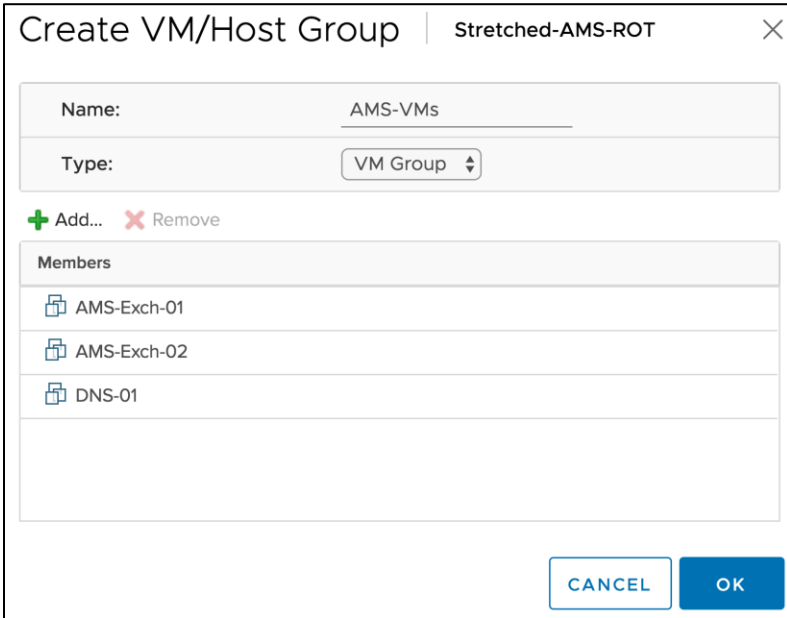 Create VM/Host Group Stretched-AMS-ROT
Name: AMS-VMs
Type: VM Group
Add... Remove
Members
AMS-Exch-01
AMS-Exch-02
DNS-01
CANCEL OK